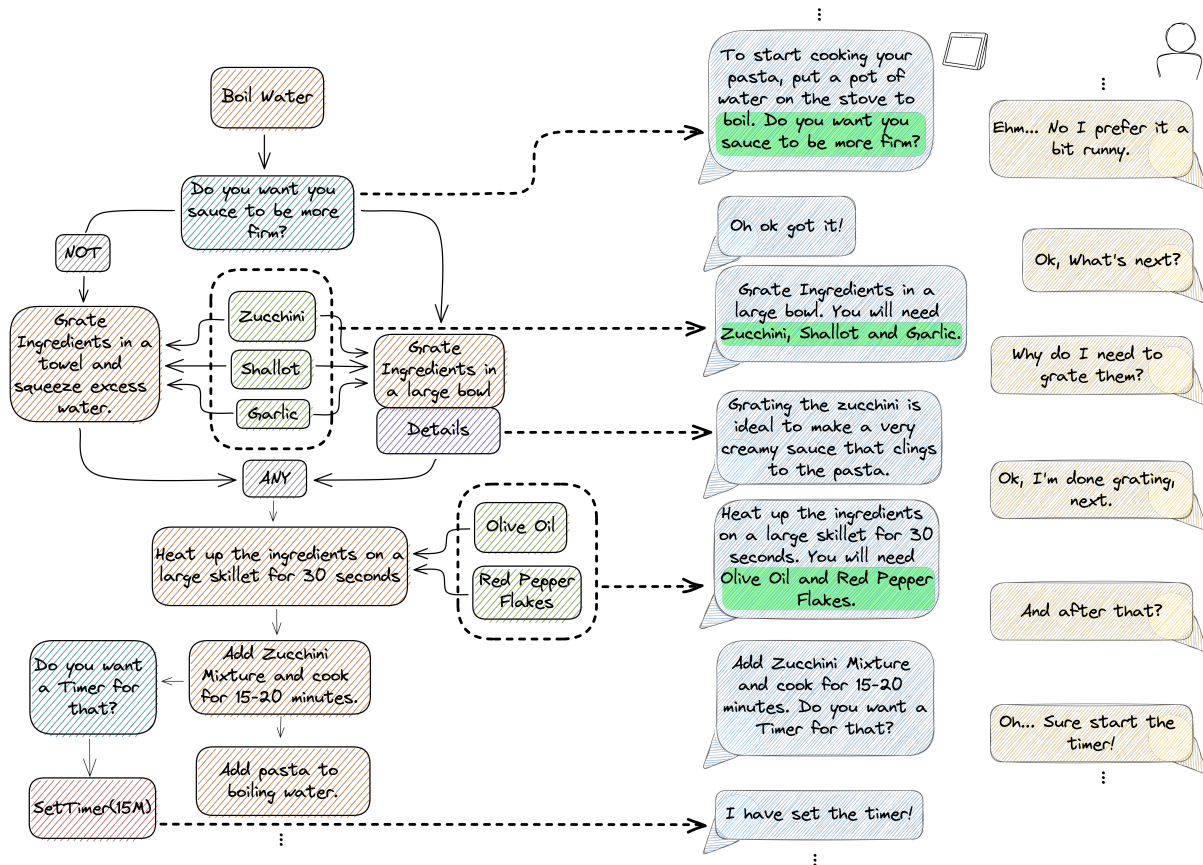 Boil Water
Do you want you
sauce to be more
firm?
NOT
Grate
Ingredients in a
towel and
squeeze excess
water.
Zucchini
Shallot
Garlic
Grate
Ingredients in
a large bowl
Details
ANY
Heat up the ingredients on a
large skillet for 30 seconds
Olive Oil
Red Pepper
Flakes
Do you want
a Timer for
that?
Add Zucchini
Mixture and cook
for 15-20 minutes.
Add pasta to
boiling water.
SetTimer(15M)
To start cooking your
pasta, put a pot of
water on the stove to
boil. Do you want you
sauce to be more firm?
Ehm... No I prefer it a
bit runny.
Oh ok got it!
Ok, What's next?
Grate Ingredients in a
large bowl. You will need
Zucchini, Shallot and Garlic.
Why do I need to
grate them?
Grating the zucchini is
ideal to make a very
creamy sauce that clings
to the pasta.
Ok, I'm done grating,
next.
Heat up the ingredients
on a large skillet for 30
seconds. You will need
Olive Oil and Red Pepper
Flakes.
And after that?
Add Zucchini Mixture
and cook for 15-20
minutes. Do you want a
Timer for that?
Oh... Sure start the
timer!
I have set the timer!